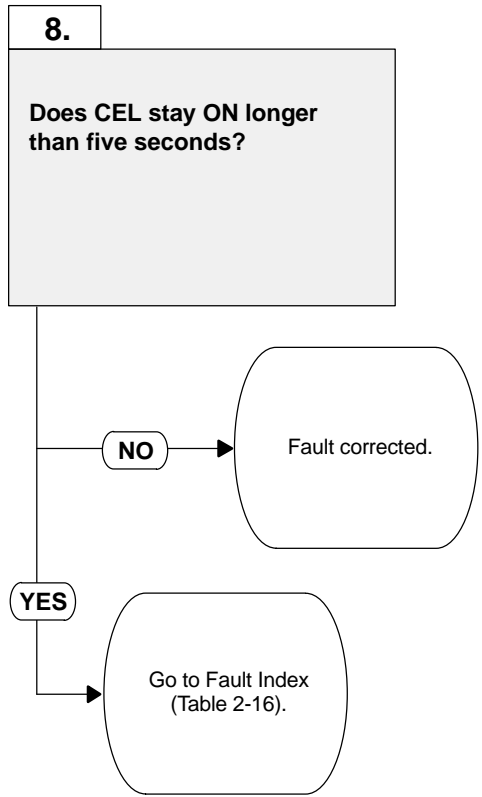 8.
Does CEL stay ON longer
than five seconds?
NO
Fault corrected.
YES
Go to Fault Index
(Table 2-16).